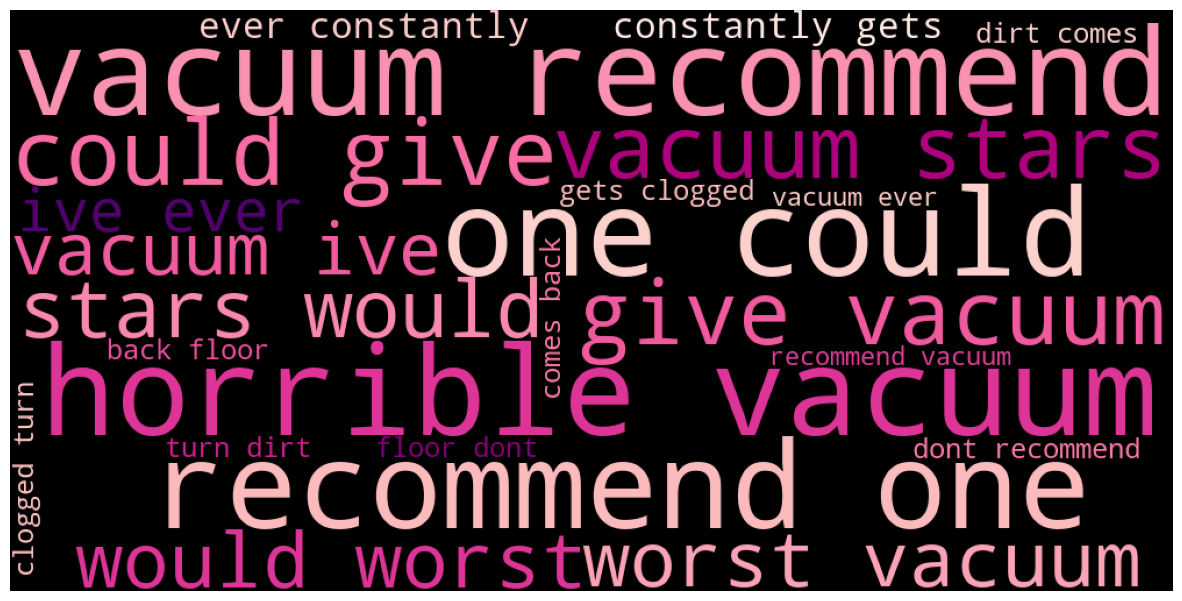 ever constantly
constantly gets
dirt comes
vacuum recommend
could give
vacuum stars
gets clogged
vacuum ever
ive ever
one could
vacuum ive
comes back
stars would
give vacuum
back floor
recommend vacuum
horrible vacuum
clogged turn
turn dirt
floor dont
dont recommend
recommend one
would worst
worst vacuum